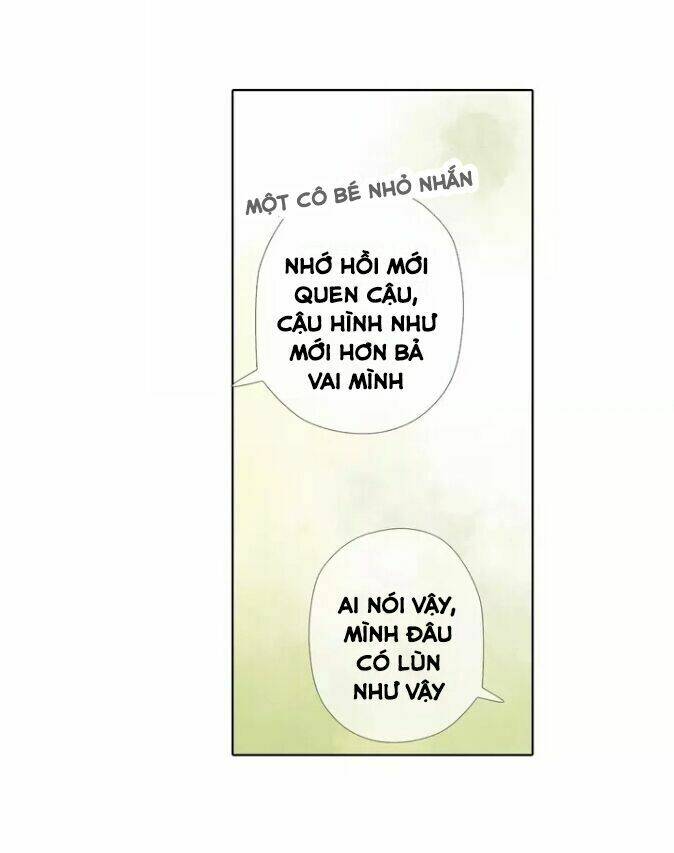 MỘT CÔ BÉ NHỎ NHẮN
NHỚ HỒI MỚI
QUEN CẬU,
CẬU HÌNH NHƯ
MỚI HƠN BẢ
VAI MÌNH
AI NÓI VẬY,
MÌNH ĐÂU
CÓ LÙN
NHƯ VẬY